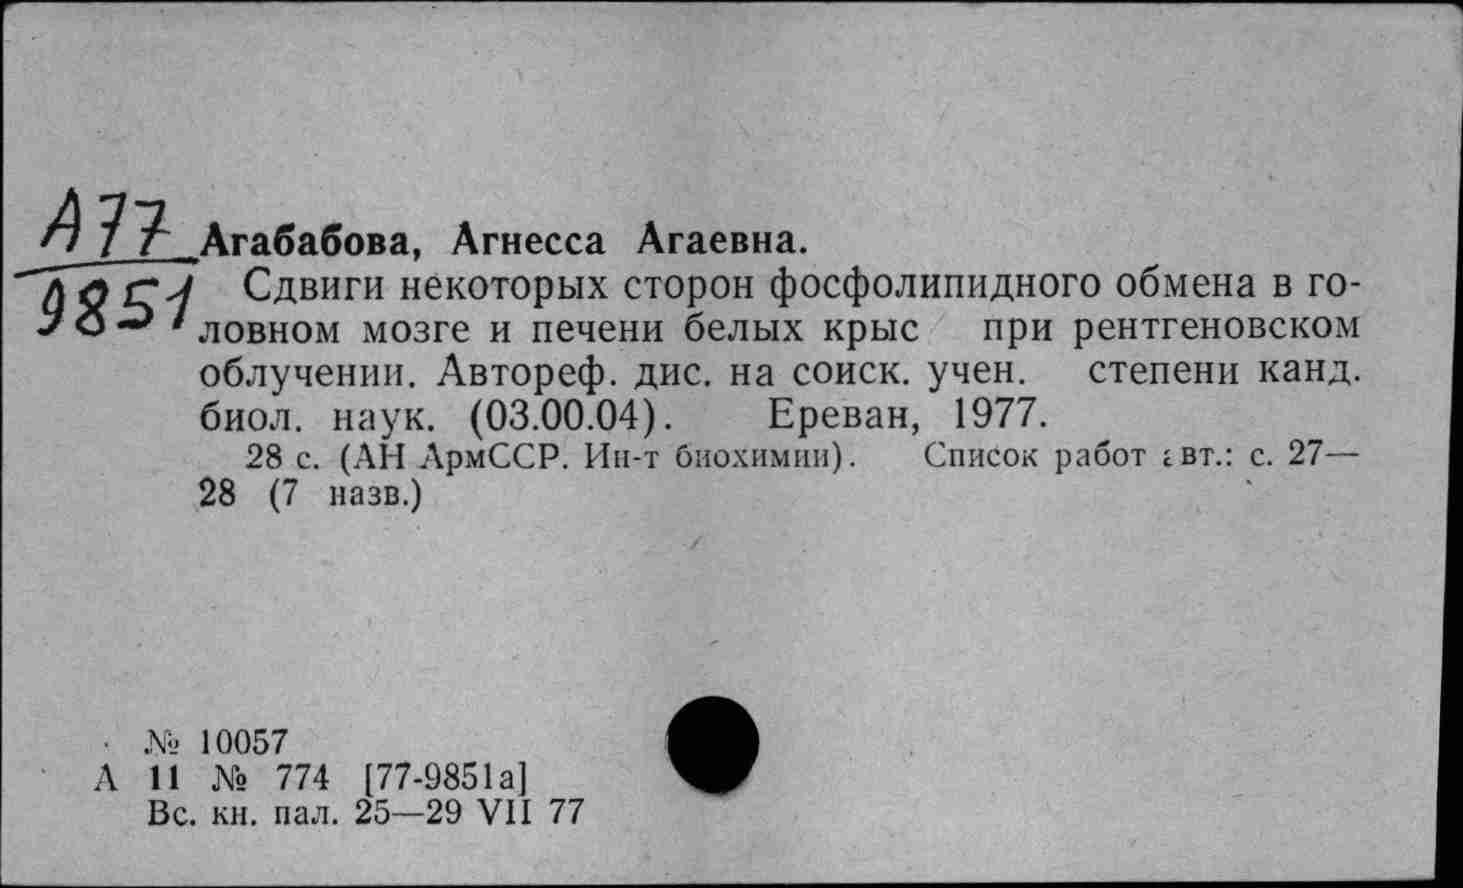 А77
9851
Агабабова, Агнесса Агаевна.
Сдвиги некоторых сторон фосфолипидного обмена в го-
ловном мозге и печени белых крыс при рентгеновском
облучении. Автореф. дис. на соиск. учен. степени канд.
биол. наук. (03.00.04). Ереван, 1977.
28 с. (АН АрмССР. Ин-т биохимии). Список работ авт.: с. 27—
28 (7 назв.)
№ 10057
А 11 № 774 [77-9851а]
Вс. кн. пал. 25—29 VII 77